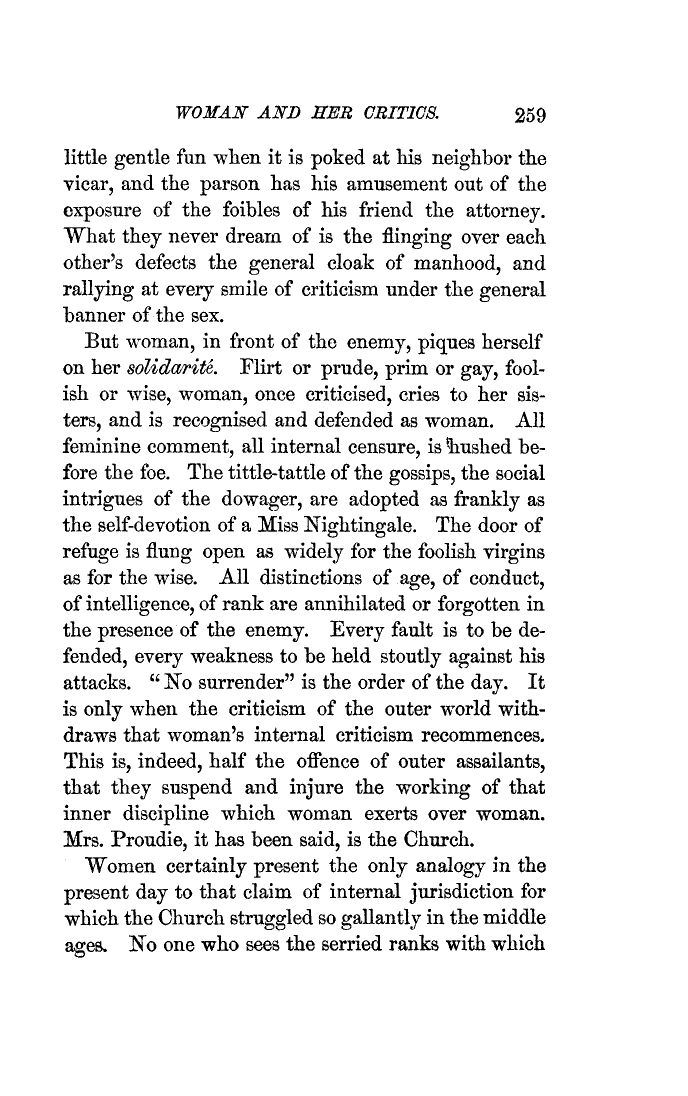 WOMAN AND HER CRITICS. 259
little gentle fun when it is poked at his neighbor the
vicar, and the parson has his amusement out of the
exposure of the foibles of his friend the attorney.
What they never dream of is the flinging over each
other's defects the general cloak of manhood, and
rallying at every smile of criticism under the general
banner of the sex.
But woman, in front of the enemy, piques herself
on her solidarité. Flirt or prude, prim or gay, fool-
ish or wise, woman, once criticised, cries to her sis-
ters, and is recognised and defended as woman. All
feminine comment, all internal censure, is hushed be-
fore the foe. The tittle-tattle of the gossips, the social
intrigues of the dowager, are adopted as frankly as
the self-devotion of a Miss Nightingale. The door of
refuge is flung open as widely for the foolish virgins
as for the wise. All distinctions of age, of conduct,
of intelligence, of rank are annihilated or forgotten in
the presence of the enemy. Every fault is to be de-
fended, every weakness to be held stoutly against his
attacks. "No surrender" is the order of the day. It
is only when the criticism of the outer world with-
draws that woman's internal criticism recommences.
This is, indeed, half the offence of outer assailants,
that they suspend and injure the working of that
inner discipline which woman exerts over woman.
Mrs. Proudie, it has been said, is the Church.
Women certainly present the only analogy in the
present day to that claim of internal jurisdiction for
which the Church struggled so gallantly in the middle
ages. No one who sees the serried ranks with which